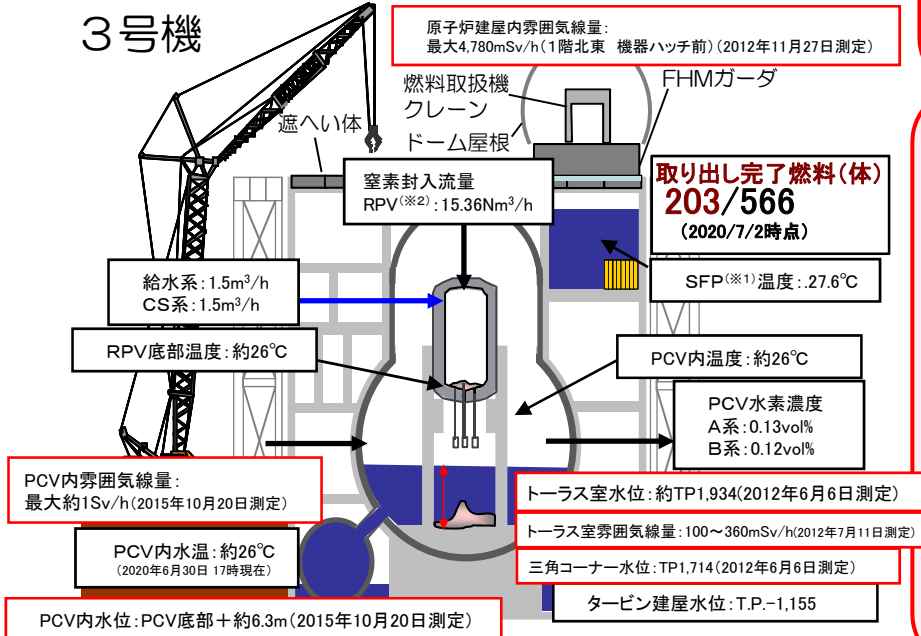 3号機
原子炉建屋内雰囲気線量:
最大4,780mSv/h(1階北東 機器ハッチ前)(2012年11月27日測定)
燃料取扱機
クレーン
FHMガーダ
遮へい体
ドーム屋根
窒素封入流量
RPV(※2):15.36Nm³/h
取り出し完了燃料(体)
203/566
(2020/7/2時点)
給水系:1.5m³/h
CS系:1.5m³/h
SFP(※1)温度:.27.6℃
RPV底部温度:約26℃
PCV内温度:約26℃
PCV水素濃度
A系:0.13vol%
B系:0.12vol%
PCV内雰囲気線量:
最大約1Sv/h(2015年10月20日測定)
トーラス室水位:約TP1,934(2012年6月6日測定)
トーラス室雰囲気線量:100~360mSv/h(2012年7月11日測定)
PCV内水温:約26℃
(2020年6月30日 17時現在)
三角コーナー水位:TP1,714(2012年6月6日測定)
タービン建屋水位:T.P.-1,155
PCV内水位:PCV底部+約6.3m(2015年10月20日測定)